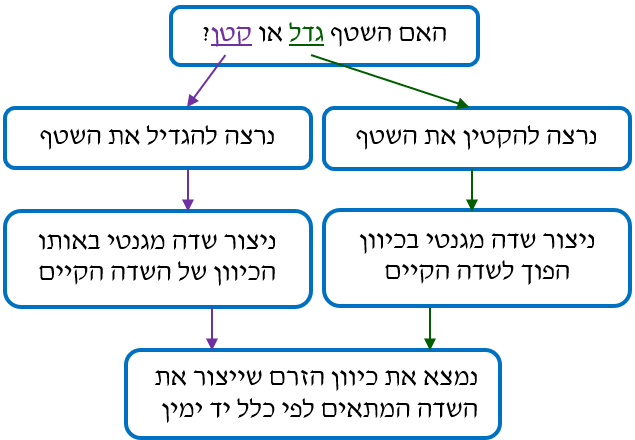 האם השטף גדל או קטן?
נרצה להקטין את השטף
נרצה להגדיל את השטף
ניצור שדה מגנטי בכיוון
הפוך לשדה הקיים
ניצור שדה מגנטי באותו
הכיוון של השדה הקיים
נמצא את כיוון הזרם שייצור את
השדה המתאים לפי כלל יד ימין